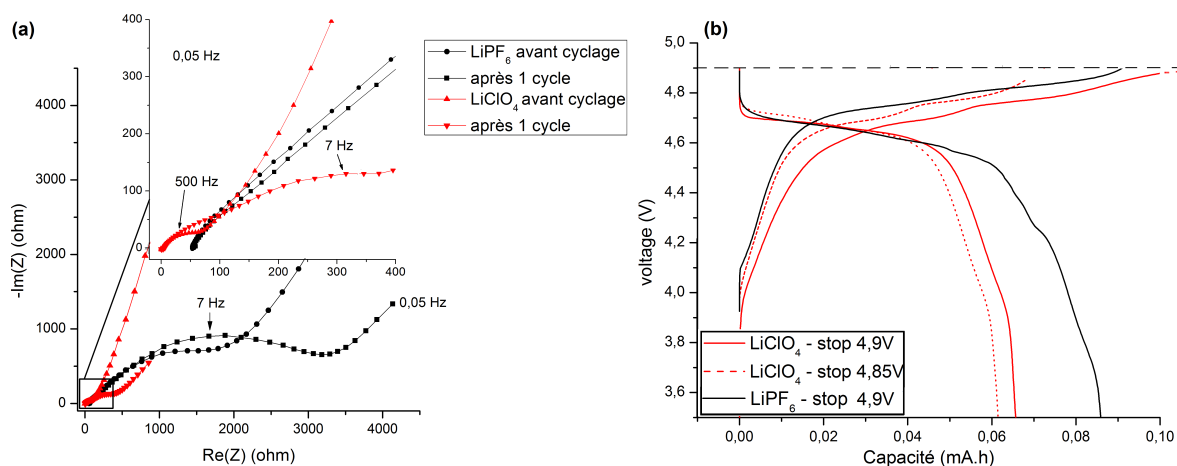 (a)
-Im(Z) (ohm)
4000
3000
2000
1000
0
0
1000
2000
3000
4000
Re(Z) (ohm)
400
300
200
100
0
0
100
200
300
400
0,05 Hz
500 Hz
7 Hz
7 Hz
0,05 Hz
LiPF6 avant cyclage
après 1 cycle
LiClO4 avant cyclage
après 1 cycle
(b)
voltage (V)
5,0
4,8
4,6
4,4
4,2
4,0
3,8
3,6
0,00
0,02
0,04
0,06
0,08
0,10
Capacité (mA.h)
LiClO4 - stop 4,9V
LiClO4 - stop 4,85V
LiPF6 - stop 4,9V